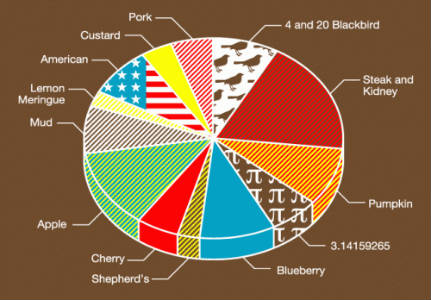 Pork
Custard
American
Lemon
Meringue
Mud
Apple
Cherry
Shepherd's
Blueberry
3.14159265
Pumpkin
Steak and
Kidney
4 and 20 Blackbird
π π π π π π π π π π π